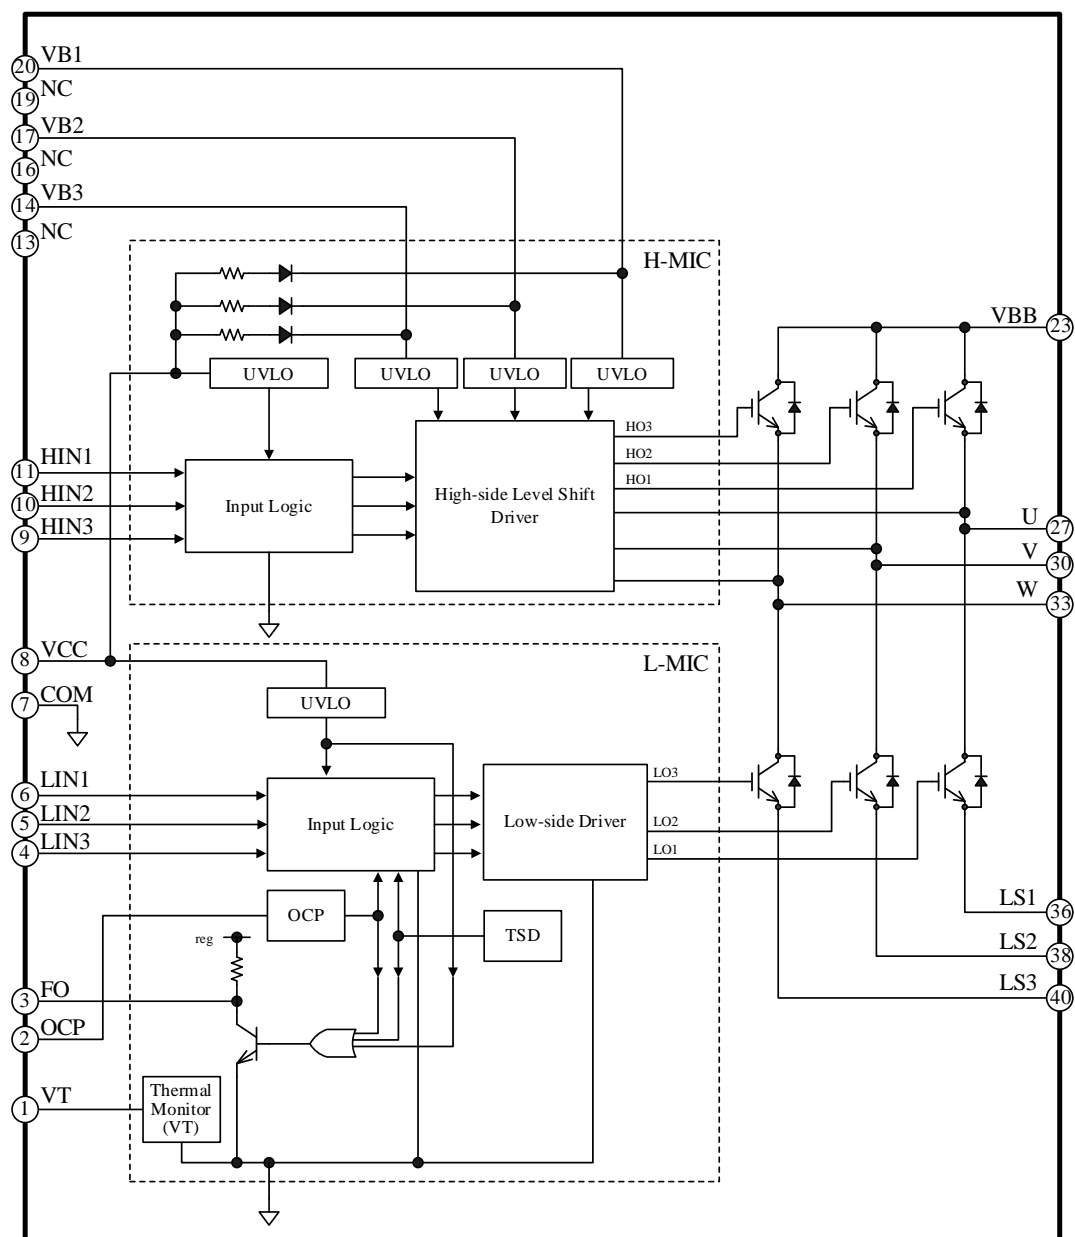 20 VB1
19 NC
17 VB2
16 NC
14 VB3
13 NC
H-MIC
VBB 23
UVLO
UVLO
UVLO
UVLO
HO3
HO2
HO1
11 HIN1
10 HIN2
9 HIN3
Input Logic
High-side Level Shift
Driver
U 27
V 30
W 33
8 VCC
7 COM
L-MIC
UVLO
6 LIN1
5 LIN2
4 LIN3
Input Logic
Low-side Driver
LO3
LO2
LO1
OCP
TSD
reg
LS1 36
LS2 38
LS3 40
3 FO
2 OCP
1 VT
Thermal
Monitor
(VT)